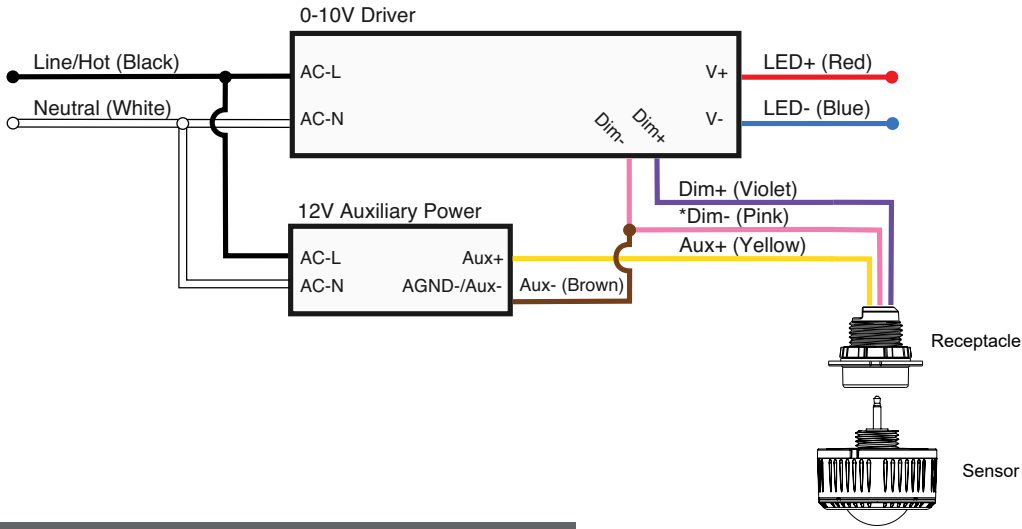 0-10V Driver
Line/Hot (Black)
AC-L
V+
LED+ (Red)
Neutral (White)
AC-N
Dim-
Dim+
V-
LED- (Blue)
Dim+ (Violet)
12V Auxiliary Power
*Dim- (Pink)
AC-L
Aux+
Aux+ (Yellow)
AC-N
AGND-/Aux-
Aux- (Brown)
Receptacle
Sensor